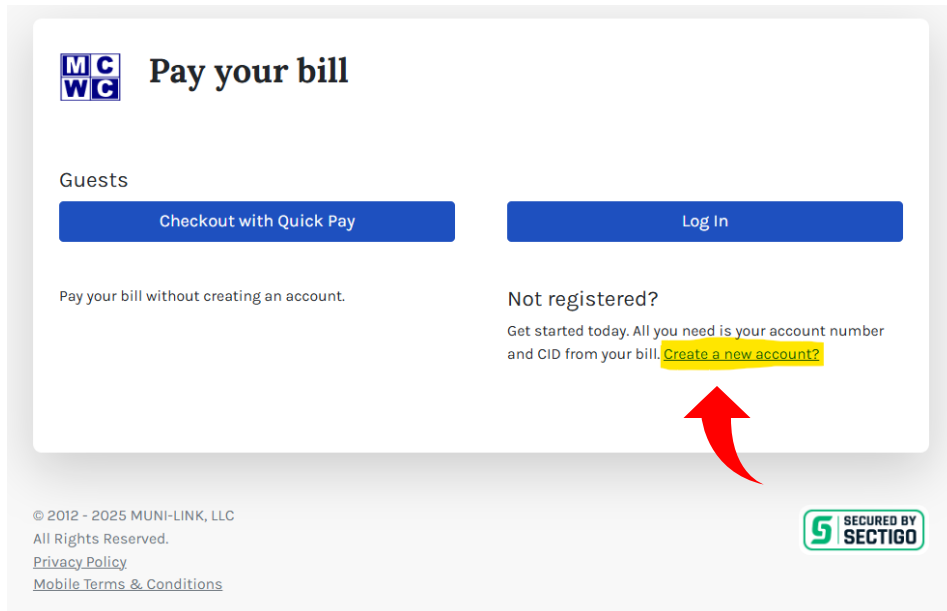 MC
WC
Pay your bill
Guests
Checkout with Quick Pay
Log In
Pay your bill without creating an account.
Not registered?
Get started today. All you need is your account number
and CID from your bill. Create a new account?
© 2012 - 2025 MUNI-LINK, LLC
All Rights Reserved.
Privacy Policy
Mobile Terms & Conditions
S
SECURED BY
SECTIGO